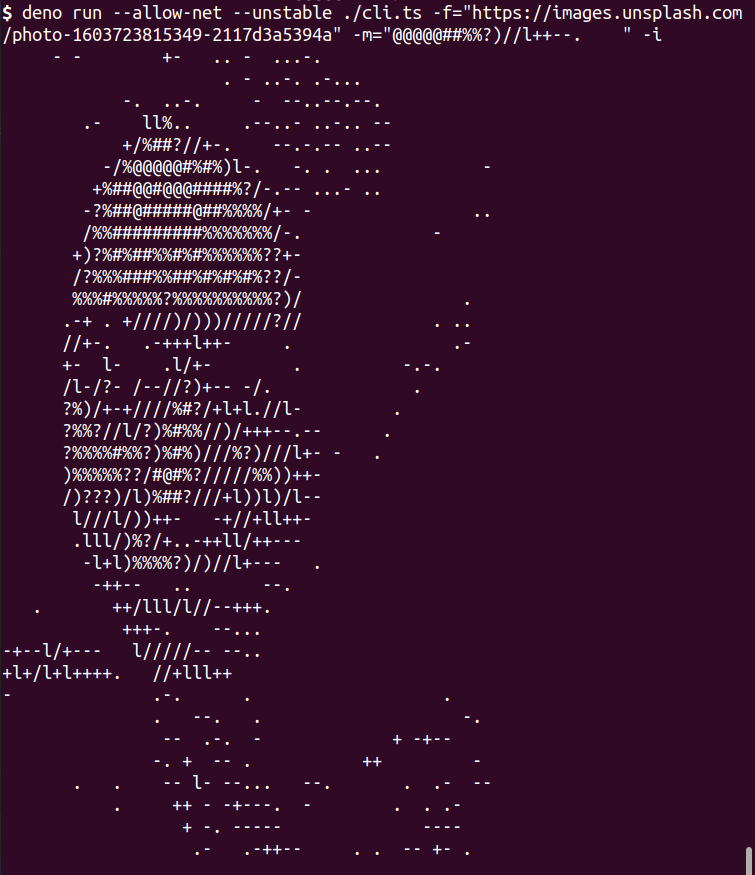 $ deno run --allow-net --unstable ./cli.ts -f="https://images.unsplash.com
/photo-1603723815349-2117d3a5394a" -m="@@@@@##%%?)//l++--.    " -i
     - -        +-   .. -  ...-.
                      . - ..-. .-...
            -.  ..-.     -  --..--.--.
        .-    ll%..     .--..- ..-.. --
            +/%##?//+-.    --.-.-- ..--
          -/%@@@@@#%#%)l-.   -. .  ...          -
         +%##@@#@@@####%?/-.-- ...- ..
        -?%##@#####@##%%%%/+- -                ..
        /%%#########%%%%%%%/-.             -
       +)?%#%##%%#%#%%%%%%??+-
       /?%%%###%%##%#%#%#%??/-
       %%%#%%%%%?%%%%%%%%%%?)/                .
      .-+ . +////)/)))/////?//             . ..
      //+-.   .-+++l++-     .                .-
      +-  l-    .l/+-        .          -.-.
      /l-/?- /--//?)+-- -/.              .
      ?%)/+-+////%#?/+l+l.//l-         .
      ?%%?//l/?)%#%%//)/+++--.--      .
      ?%%%%#%%?)%#%)///%?)///l+- -   .
      )%%%%%??/#@#%?/////%%))++-
      /)???)/l)%##?///+l))l)/l--
       l///l/))++-   -+//+ll++-
       .lll/)%?/+..-++ll/++---
        -l+l)%%%%?)/)//l+---   .
         -++--   ..       --.
   .       ++/lll/l//--+++.
            +++-.    --...
-+--l/+---   l/////-- --..
+l+/l+l++++.   //+lll++
-              .-.      .                   .
               .   --.   .                    -.
                --  .-.  -             + -+--
               -. +  -- .           ++         -
       .   .    -- l- --...   --.       .  .-  --
           .     ++ - -+---.  -        .  . .-
                  + -. -----              ----
                   .-   .-++--     . .  -- +- .